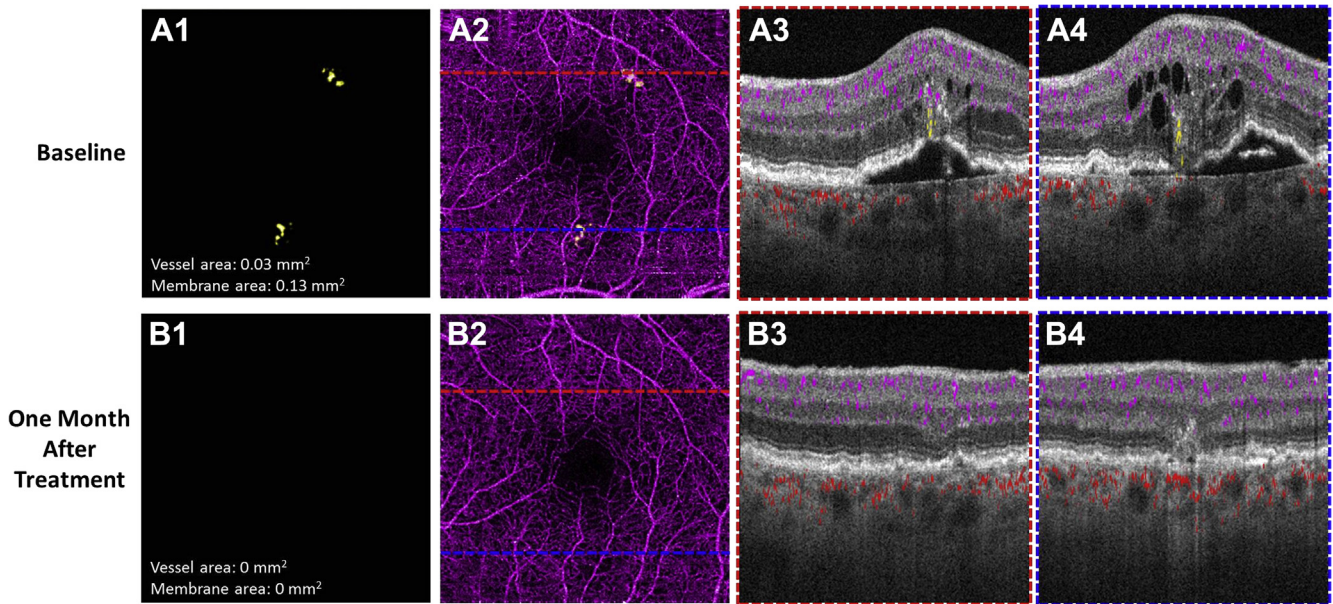 A1
A2
A3
A4
Baseline
Vessel area: 0.03 mm²
Membrane area: 0.13 mm²
B1
B2
B3
B4
One Month
After
Treatment
Vessel area: 0 mm²
Membrane area: 0 mm²